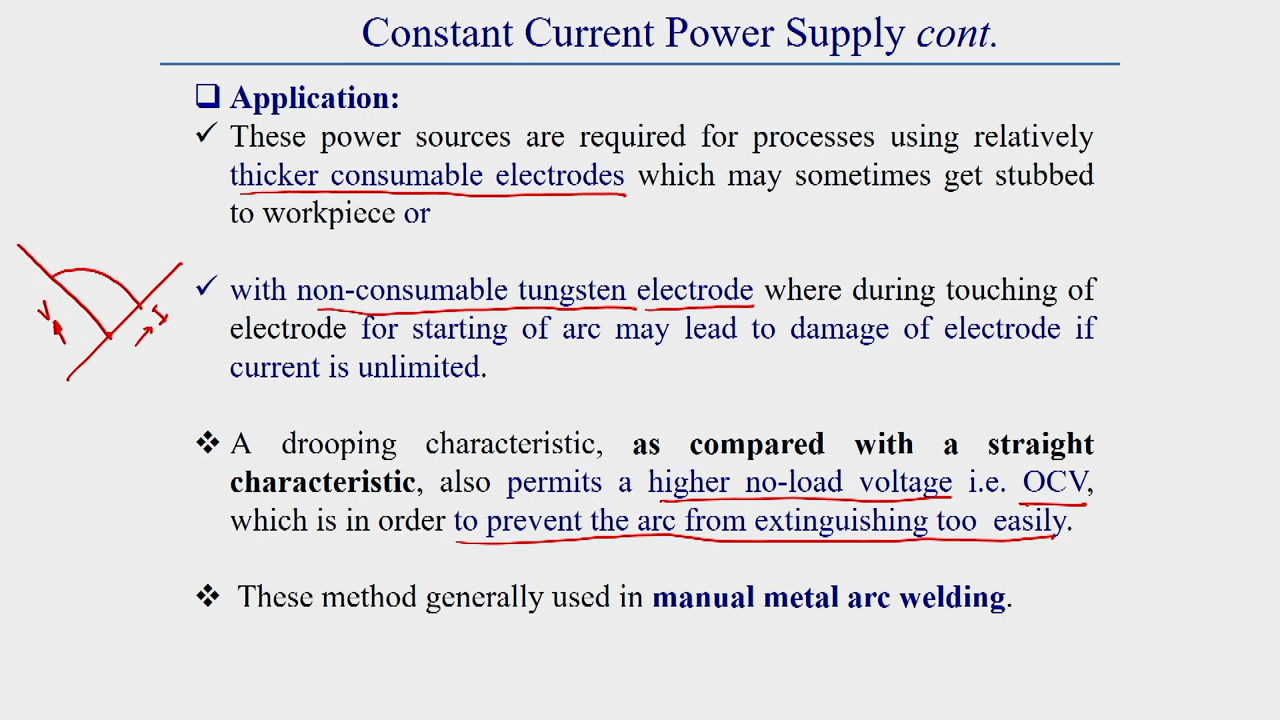 Constant Current Power Supply cont.
❑ Application:
✓ These power sources are required for processes using relatively
thicker consumable electrodes which may sometimes get stubbed
to workpiece or
✓ with non-consumable tungsten electrode where during touching of
electrode for starting of arc may lead to damage of electrode if
current is unlimited.
V
I
❖ A drooping characteristic, as compared with a straight
characteristic, also permits a higher no-load voltage i.e. OCV,
which is in order to prevent the arc from extinguishing too easily.
❖ These method generally used in manual metal arc welding.